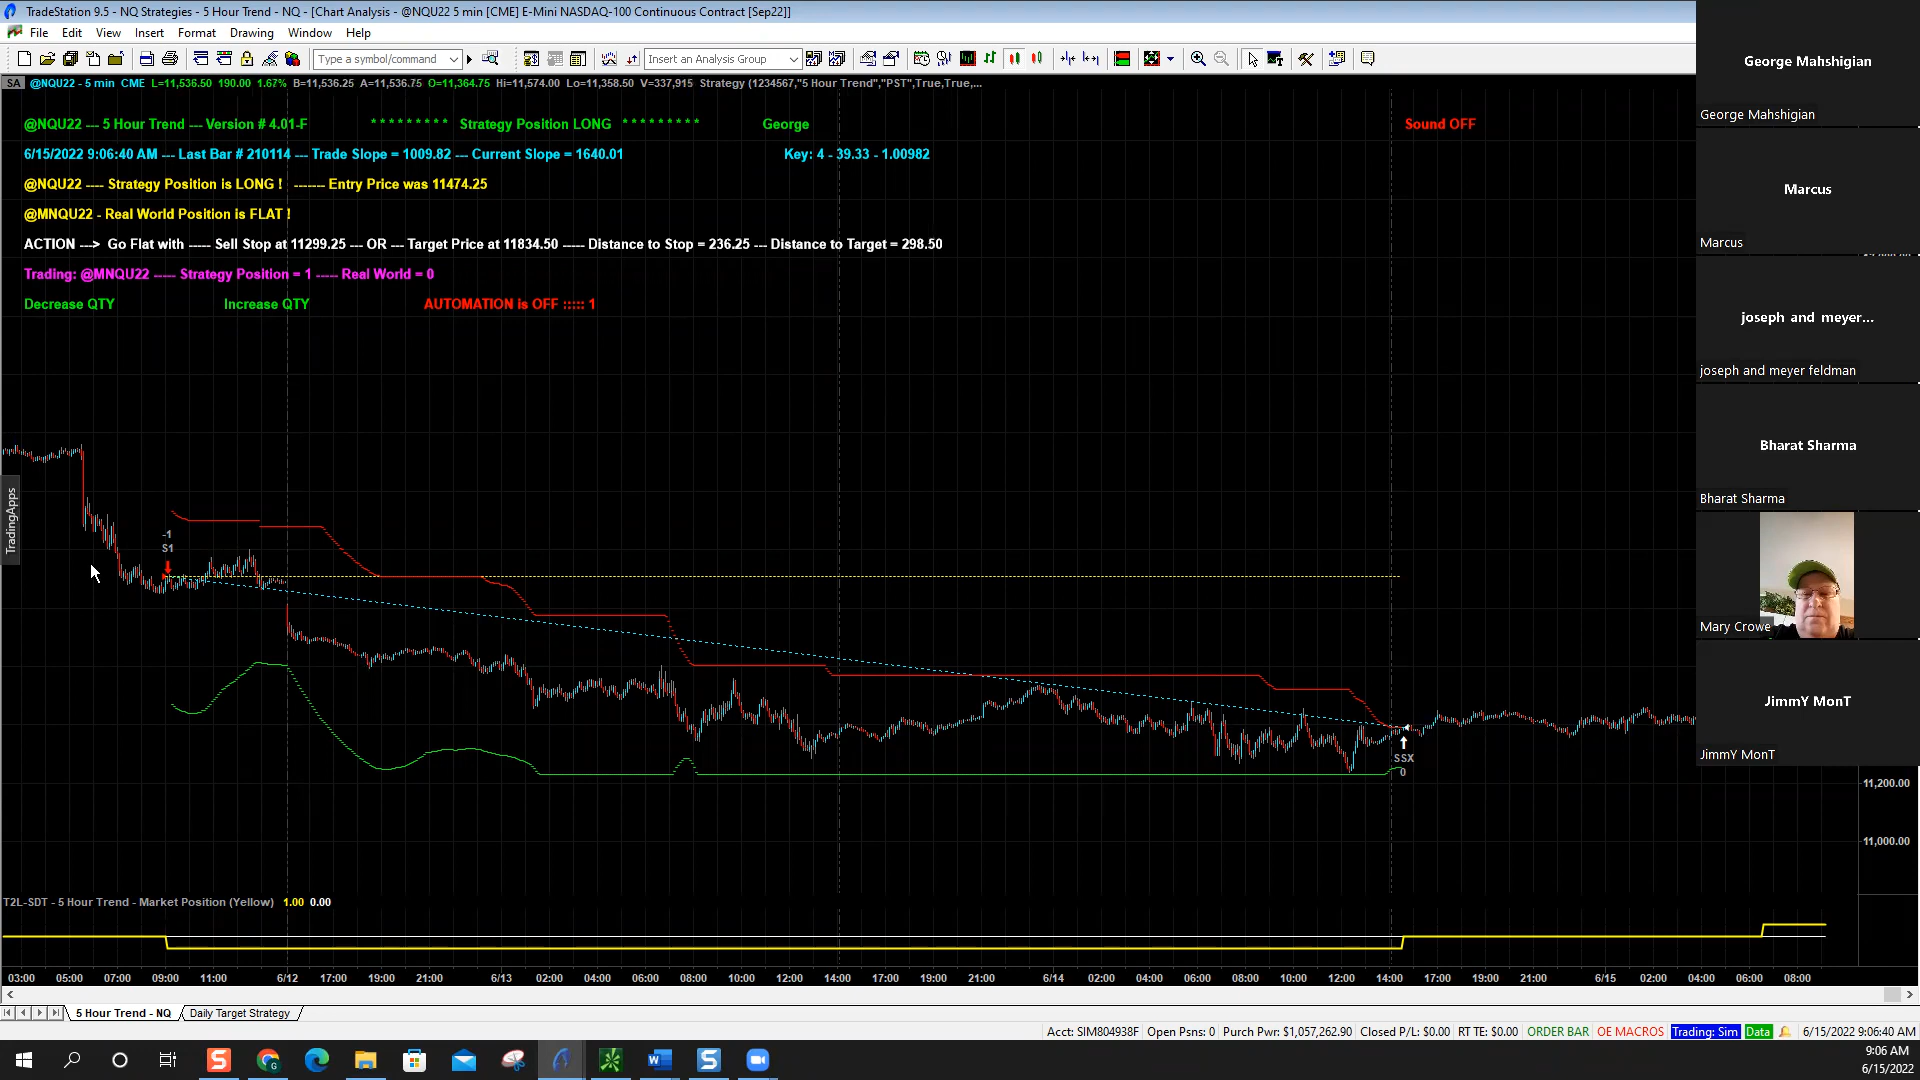 TradeStation 9.5 - NQ Strategies - 5 Hour Trend - NQ - [Chart Analysis - @NQU22 5 min [CME] E-Mini NASDAQ-100 Continuous Contract [Sep22]]
File Edit View Insert Format Drawing Window Help
Type a symbol/command Insert an Analysis Group
SA @NQU22 - 5 min CME L=11,536.50 190.00 1.67% B=11,536.25 A=11,536.75 O=11,364.75 Hi=11,574.00 Lo=11,358.50 V=337,915 Strategy (1234567,"5 Hour Trend","PST",True,True,...
@NQU22 --- 5 Hour Trend --- Version # 4.01-F * * * * * * * * * Strategy Position LONG * * * * * * * * * George Sound OFF
6/15/2022 9:06:40 AM --- Last Bar # 210114 --- Trade Slope = 1009.82 --- Current Slope = 1640.01 Key: 4 - 39.33 - 1.00982
@NQU22 ---- Strategy Position is LONG ! ------- Entry Price was 11474.25
@MNQU22 - Real World Position is FLAT !
ACTION ---> Go Flat with ----- Sell Stop at 11299.25 --- OR --- Target Price at 11834.50 ----- Distance to Stop = 236.25 --- Distance to Target = 298.50
Trading: @MNQU22 ----- Strategy Position = 1 ----- Real World = 0
Decrease QTY Increase QTY AUTOMATION is OFF ::::: 1
TradingApps
-1
S1
SSX
0
11,200.00
11,000.00
T2L-SDT - 5 Hour Trend - Market Position (Yellow) 1.00 0.00
03:00 05:00 07:00 09:00 11:00 6/12 17:00 19:00 21:00 6/13 02:00 04:00 06:00 08:00 10:00 12:00 14:00 17:00 19:00 21:00 6/14 02:00 04:00 06:00 08:00 10:00 12:00 14:00 17:00 19:00 21:00 6/15 02:00 04:00 06:00 08:00
5 Hour Trend - NQ Daily Target Strategy
Acct: SIM804938F Open Psns: 0 Purch Pwr: $1,057,262.90 Closed P/L: $0.00 RT TE: $0.00 ORDER BAR OE MACROS Trading: Sim Data 6/15/2022 9:06:40 AM
9:06 AM
6/15/2022
George Mahshigian
George Mahshigian
Marcus
Marcus
joseph and meyer...
joseph and meyer feldman
Bharat Sharma
Bharat Sharma
Mary Crowe
JimmY MonT
JimmY MonT